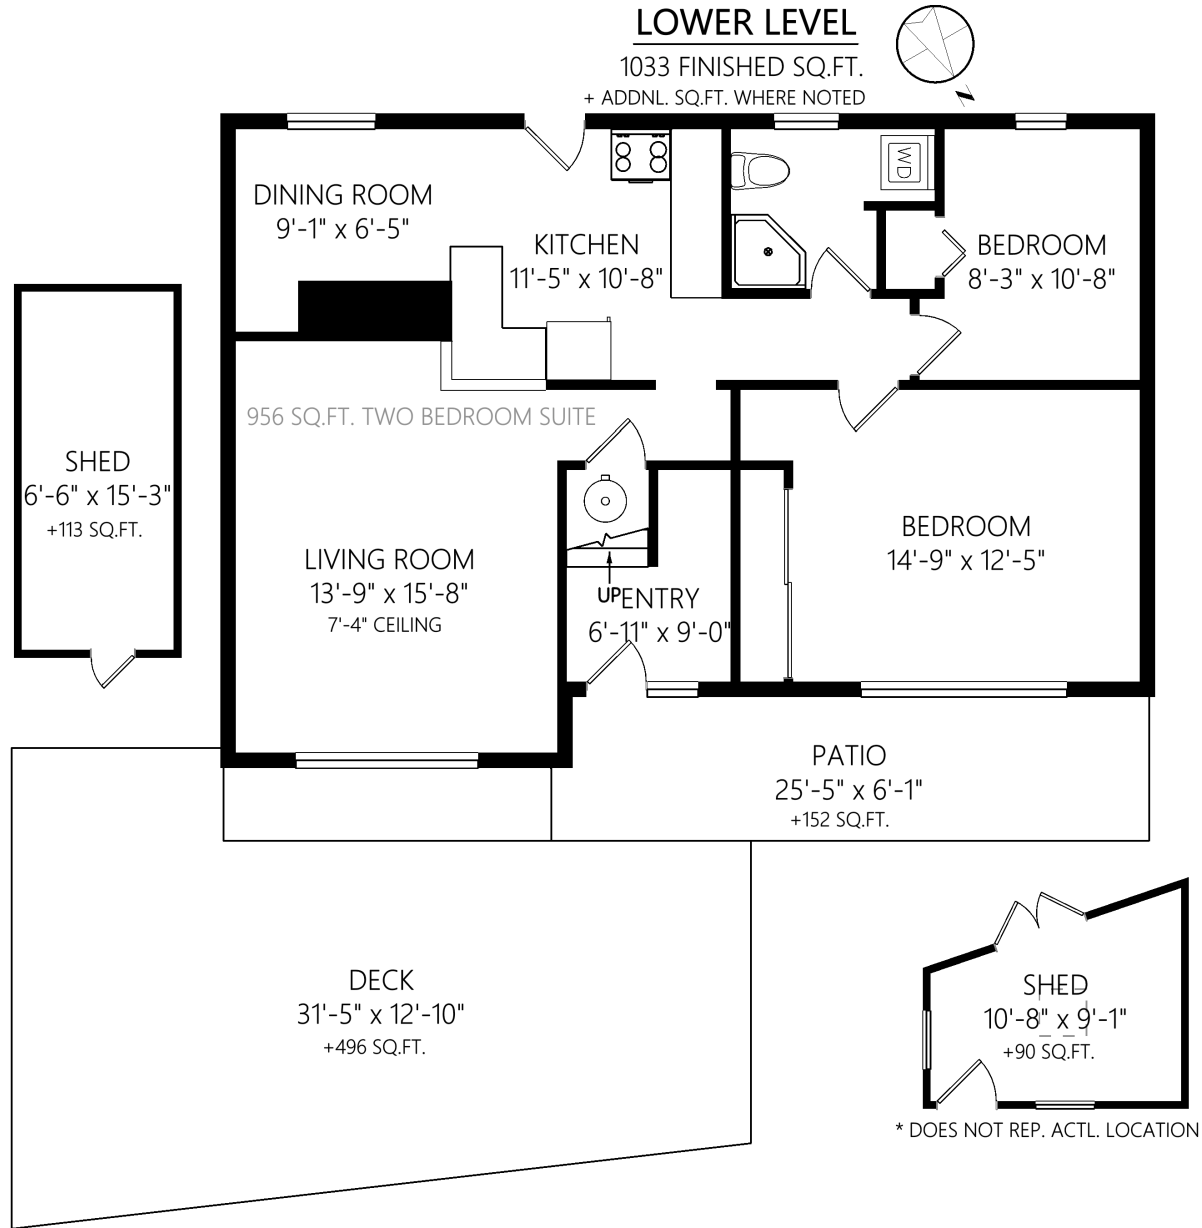 LOWER LEVEL
1033 FINISHED SQ.FT.
+ ADDNL. SQ.FT. WHERE NOTED
N
DINING ROOM
9'-1" x 6'-5"
KITCHEN
11'-5" x 10'-8"
WD
BEDROOM
8'-3" x 10'-8"
956 SQ.FT. TWO BEDROOM SUITE
SHED
6'-6" x 15'-3"
+113 SQ.FT.
LIVING ROOM
13'-9" x 15'-8"
7'-4" CEILING
UP
ENTRY
6'-11" x 9'-0"
BEDROOM
14'-9" x 12'-5"
PATIO
25'-5" x 6'-1"
+152 SQ.FT.
DECK
31'-5" x 12'-10"
+496 SQ.FT.
SHED
10'-8" x 9'-1"
+90 SQ.FT.
* DOES NOT REP. ACTL. LOCATION